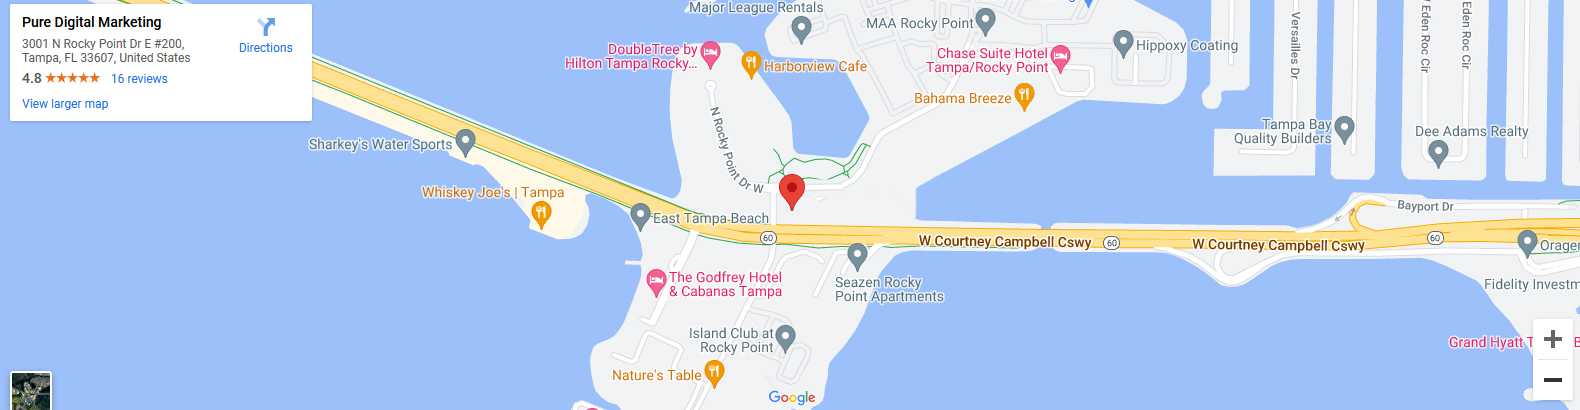 Pure Digital Marketing
3001 N Rocky Point Dr E #200,
Tampa, FL 33607, United States
4.8
16 reviews
View larger map
Directions
Major League Rentals
MAA Rocky Point
DoubleTree by
Hilton Tampa Rocky...
Harborview Cafe
Chase Suite Hotel
Tampa/Rocky Point
Hippoxy Coating
Bahama Breeze
Versailles Dr
Eden Roc Cir
Eden Roc Cir
Tampa Bay
Quality Builders
Dee Adams Realty
Sharkey's Water Sports
N Rocky Point Dr W
Whiskey Joe's | Tampa
East Tampa Beach
60
W Courtney Campbell Cswy
60
W Courtney Campbell Cswy
60
Bayport Dr
Orager
The Godfrey Hotel
& Cabanas Tampa
Seazen Rocky
Point Apartments
Fidelity Investm
Island Club at
Rocky Point
Grand Hyatt T
B
Nature's Table
Google